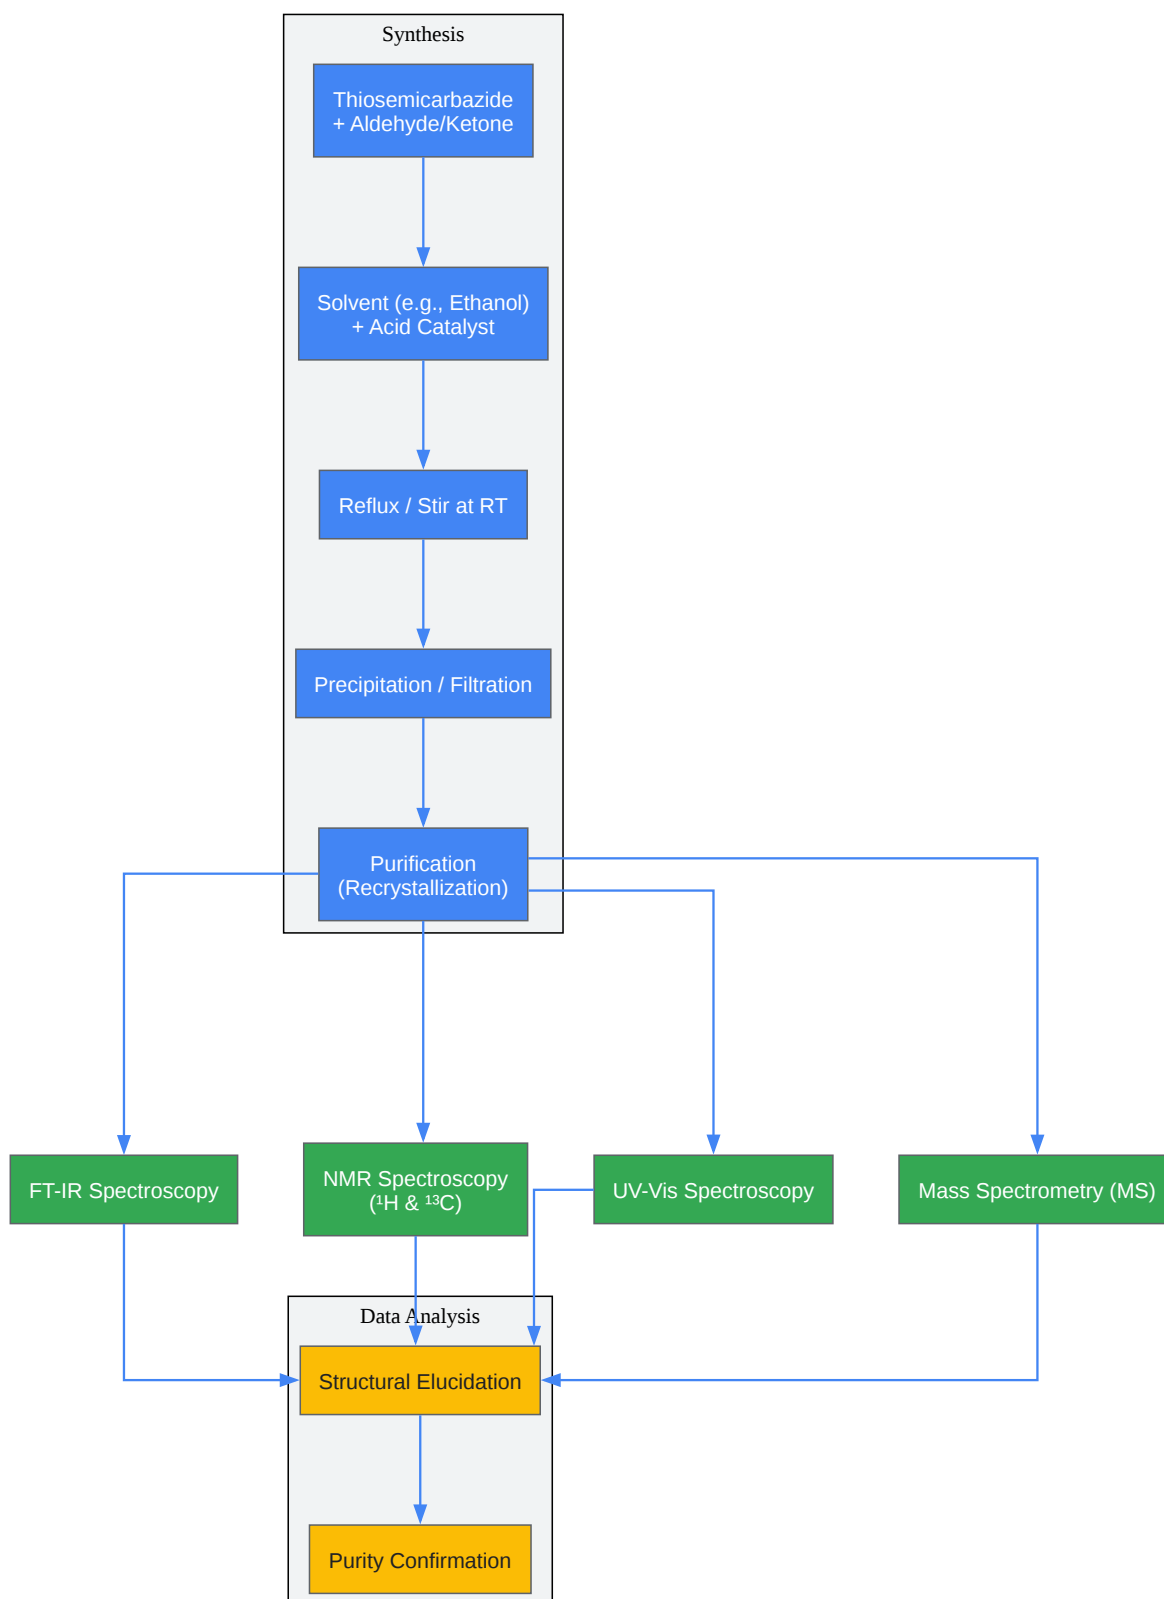 Synthesis
Thiosemicarbazide
+ Aldehyde/Ketone
Solvent (e.g., Ethanol)
+ Acid Catalyst
Reflux / Stir at RT
Precipitation / Filtration
Purification
(Recrystallization)
FT-IR Spectroscopy
NMR Spectroscopy
(¹H & ¹³C)
UV-Vis Spectroscopy
Mass Spectrometry (MS)
Data Analysis
Structural Elucidation
Purity Confirmation